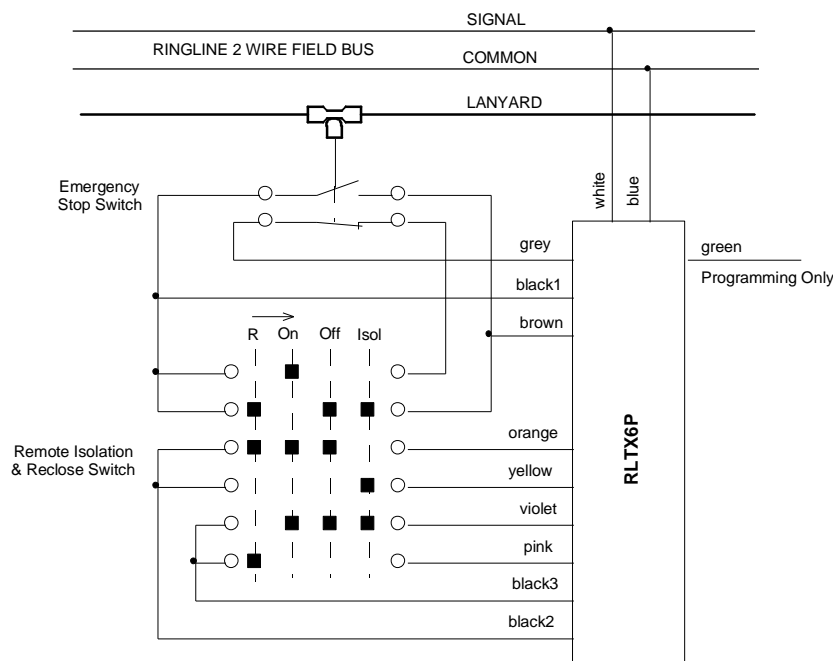 SIGNAL
RINGLINE 2 WIRE FIELD BUS
COMMON
LANYARD
Emergency
Stop Switch
white
blue
grey
green
Programming Only
black1
brown
R On Off Isol
Remote Isolation
& Reclose Switch
orange
yellow
violet
pink
black3
black2
RLTX6P